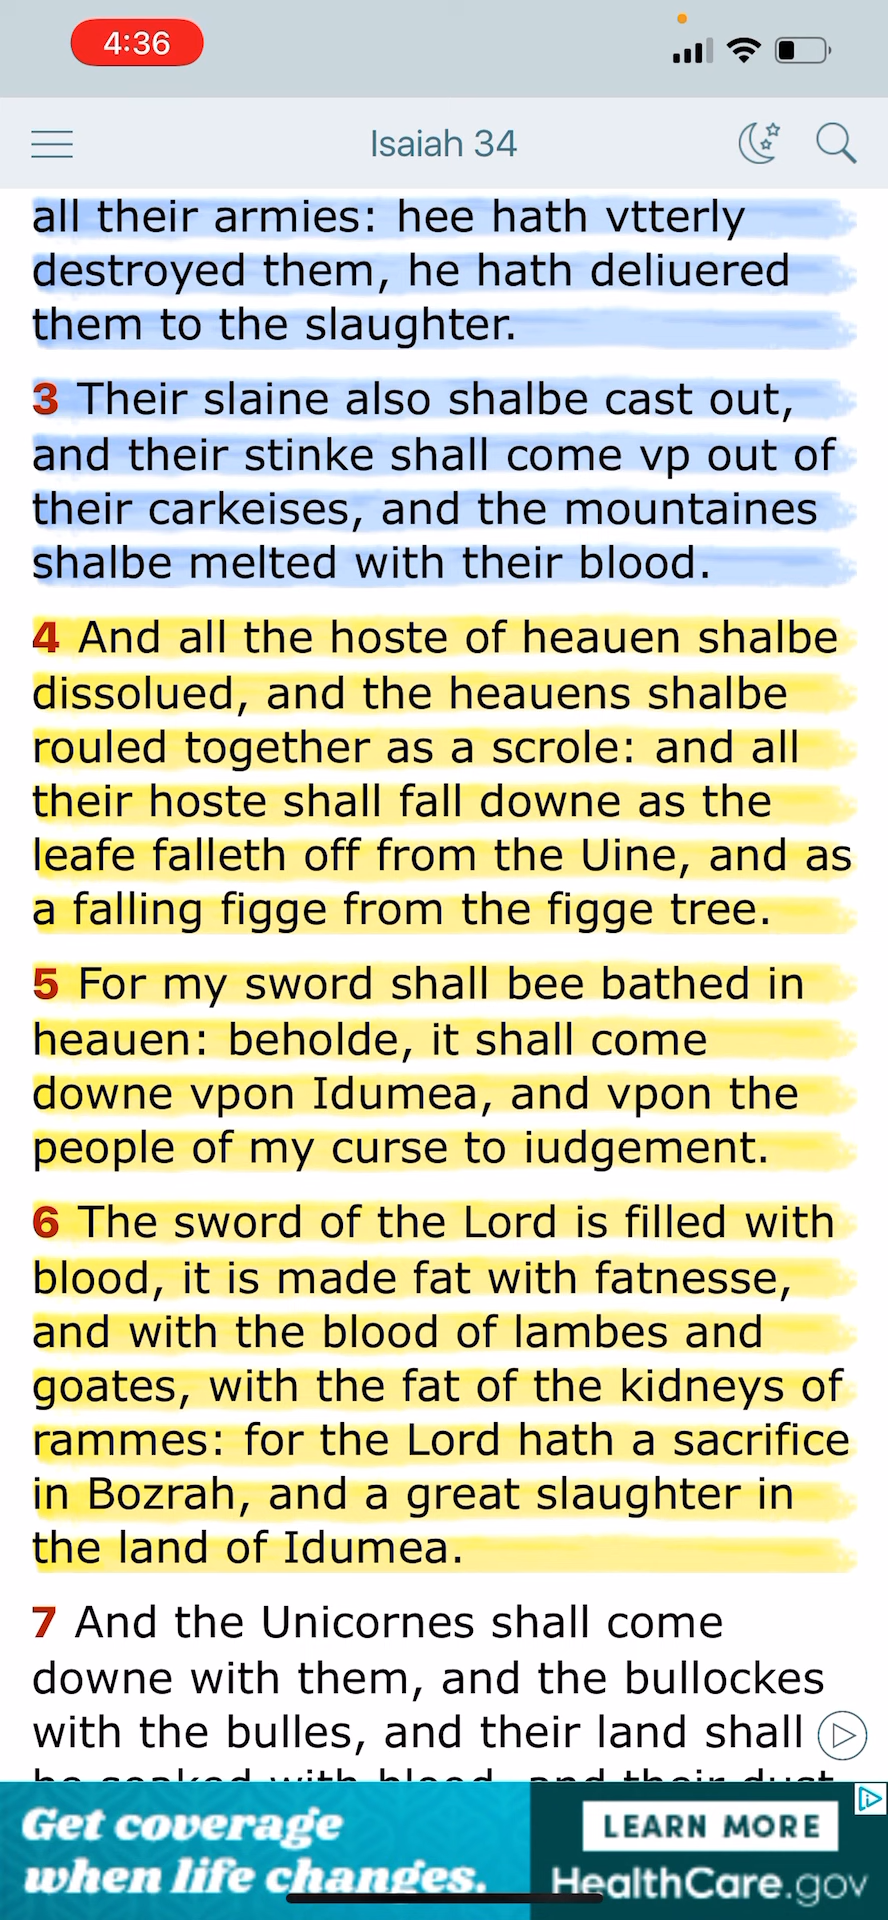 4:36
Isaiah 34
all their armies: hee hath vtterly
destroyed them, he hath deliuered
them to the slaughter.
3 Their slaine also shalbe cast out,
and their stinke shall come vp out of
their carkeises, and the mountaines
shalbe melted with their blood.
4 And all the hoste of heauen shalbe
dissolued, and the heauens shalbe
rouled together as a scrole: and all
their hoste shall fall downe as the
leafe falleth off from the Uine, and as
a falling figge from the figge tree.
5 For my sword shall bee bathed in
heauen: beholde, it shall come
downe vpon Idumea, and vpon the
people of my curse to iudgement.
6 The sword of the Lord is filled with
blood, it is made fat with fatnesse,
and with the blood of lambes and
goates, with the fat of the kidneys of
rammes: for the Lord hath a sacrifice
in Bozrah, and a great slaughter in
the land of Idumea.
7 And the Unicornes shall come
downe with them, and the bullockes
with the bulles, and their land shall
be soaked with blood, and their dust
Get coverage
when life changes.
LEARN MORE
HealthCare.gov